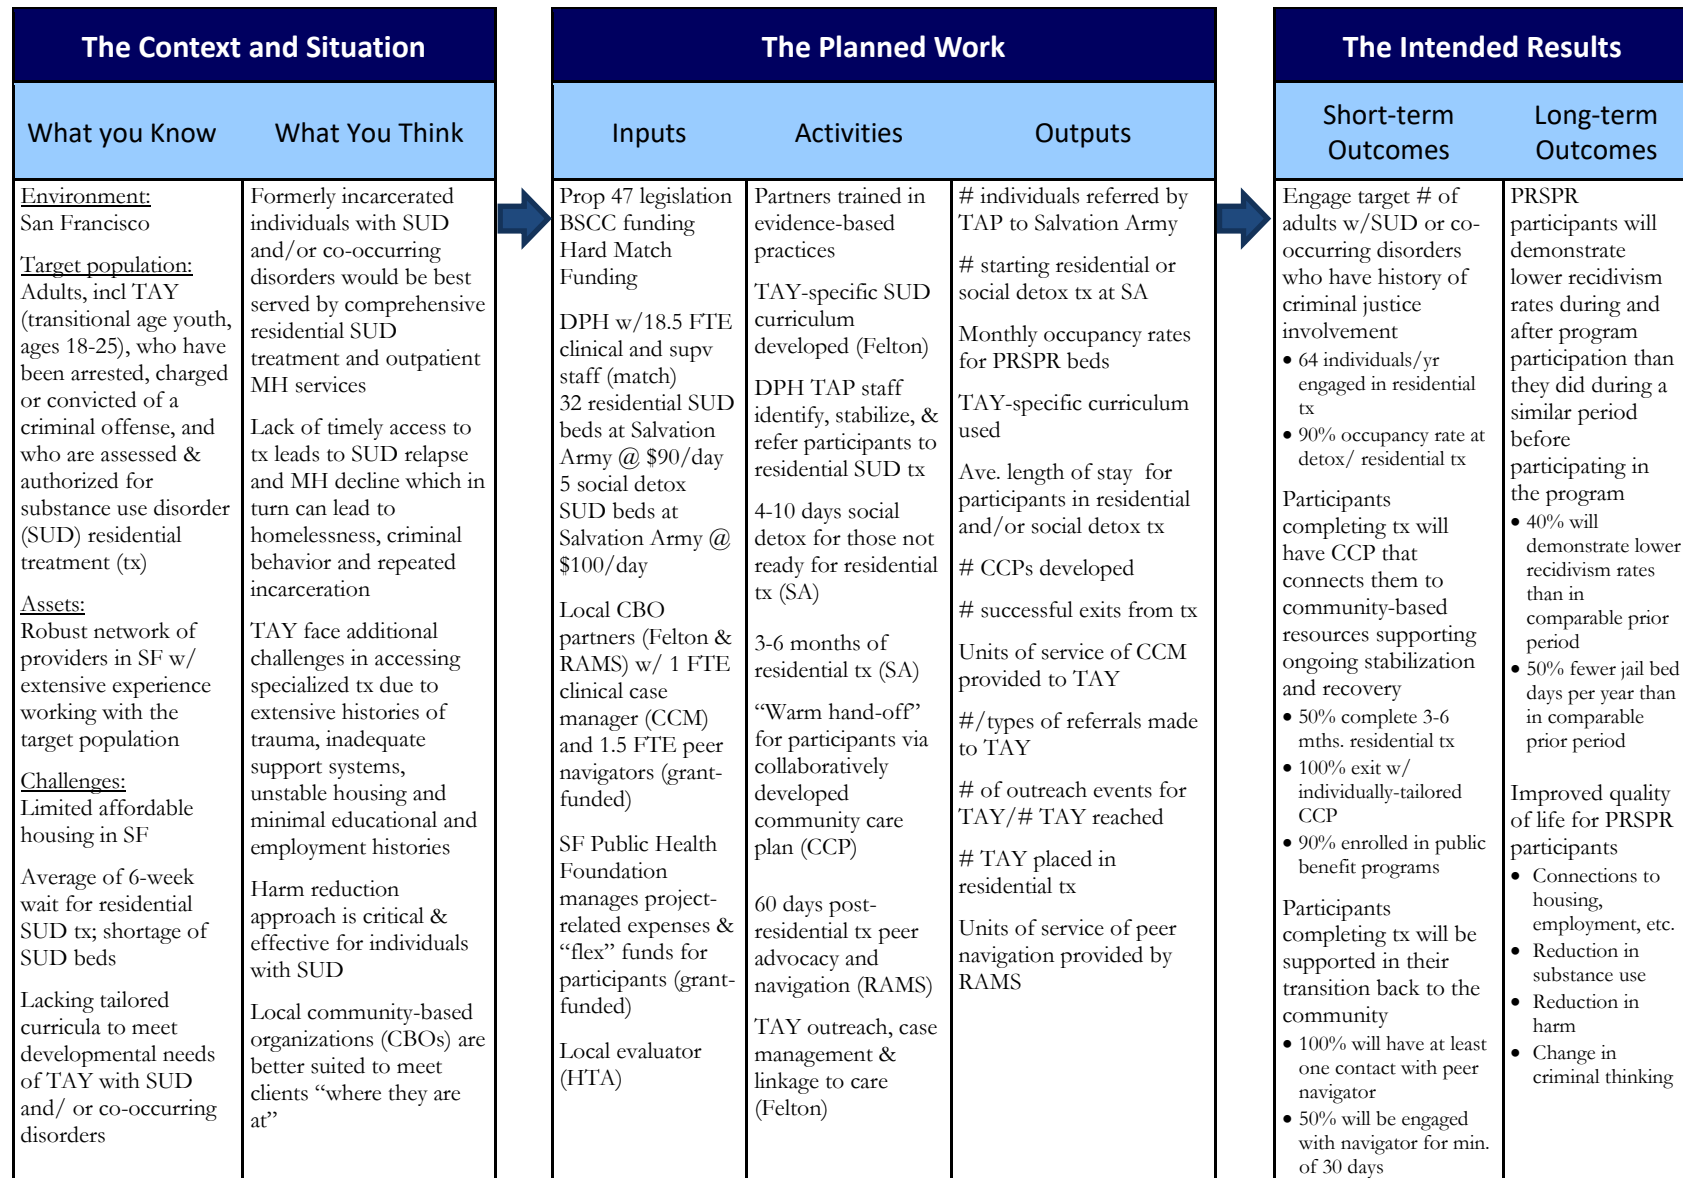 The Context and Situation
What you Know
What You Think
Environment:
San Francisco
Target population:
Adults, incl TAY
(transitional age youth,
ages 18-25), who have
been arrested, charged
or convicted of a
criminal offense, and
who are assessed &
authorized for
substance use disorder
(SUD) residential
treatment (tx)
Assets:
Robust network of
providers in SF w/
extensive experience
working with the
target population
Challenges:
Limited affordable
housing in SF
Average of 6-week
wait for residential
SUD tx; shortage of
SUD beds
Lacking tailored
curricula to meet
developmental needs
of TAY with SUD
and/ or co-occurring
disorders
Formerly incarcerated
individuals with SUD
and/or co-occurring
disorders would be best
served by comprehensive
residential SUD
treatment and outpatient
MH services
Lack of timely access to
tx leads to SUD relapse
and MH decline which in
turn can lead to
homelessness, criminal
behavior and repeated
incarceration
TAY face additional
challenges in accessing
specialized tx due to
extensive histories of
trauma, inadequate
support systems,
unstable housing and
minimal educational and
employment histories
Harm reduction
approach is critical &
effective for individuals
with SUD
Local community-based
organizations (CBOs) are
better suited to meet
clients “where they are
at”
The Planned Work
Inputs
Activities
Outputs
Prop 47 legislation
BSCC funding
Hard Match
Funding
DPH w/18.5 FTE
clinical and supv
staff (match)
32 residential SUD
beds at Salvation
Army @ $90/day
5 social detox
SUD beds at
Salvation Army @
$100/day
Local CBO
partners (Felton &
RAMS) w/ 1 FTE
clinical case
manager (CCM)
and 1.5 FTE peer
navigators (grant-
funded)
SF Public Health
Foundation
manages project-
related expenses &
“flex” funds for
participants (grant-
funded)
Local evaluator
(HTA)
Partners trained in
evidence-based
practices
TAY-specific SUD
curriculum
developed (Felton)
DPH TAP staff
identify, stabilize, &
refer participants to
residential SUD tx
4-10 days social
detox for those not
ready for residential
tx (SA)
3-6 months of
residential tx (SA)
“Warm hand-off”
for participants via
collaboratively
developed
community care
plan (CCP)
60 days post-
residential tx peer
advocacy and
navigation (RAMS)
TAY outreach, case
management &
linkage to care
(Felton)
# individuals referred by
TAP to Salvation Army
# starting residential or
social detox tx at SA
Monthly occupancy rates
for PRSPR beds
TAY-specific curriculum
used
Ave. length of stay for
participants in residential
and/or social detox tx
# CCPs developed
# successful exits from tx
Units of service of CCM
provided to TAY
#/types of referrals made
to TAY
# of outreach events for
TAY/# TAY reached
# TAY placed in
residential tx
Units of service of peer
navigation provided by
RAMS
The Intended Results
Short-term
Outcomes
Long-term
Outcomes
Engage target # of
adults w/SUD or co-
occurring disorders
who have history of
criminal justice
involvement
• 64 individuals/yr
engaged in residential
tx
• 90% occupancy rate at
detox/ residential tx
Participants
completing tx will
have CCP that
connects them to
community-based
resources supporting
ongoing stabilization
and recovery
• 50% complete 3-6
mths. residential tx
• 100% exit w/
individually-tailored
CCP
• 90% enrolled in public
benefit programs
Participants
completing tx will be
supported in their
transition back to the
community
• 100% will have at least
one contact with peer
navigator
• 50% will be engaged
with navigator for min.
of 30 days
PRSPR
participants will
demonstrate
lower recidivism
rates during and
after program
participation than
they did during a
similar period
before
participating in
the program
• 40% will
demonstrate lower
recidivism rates
than in
comparable prior
period
• 50% fewer jail bed
days per year than
in comparable
prior period
Improved quality
of life for PRSPR
participants
• Connections to
housing,
employment, etc.
• Reduction in
substance use
• Reduction in
harm
• Change in
criminal thinking